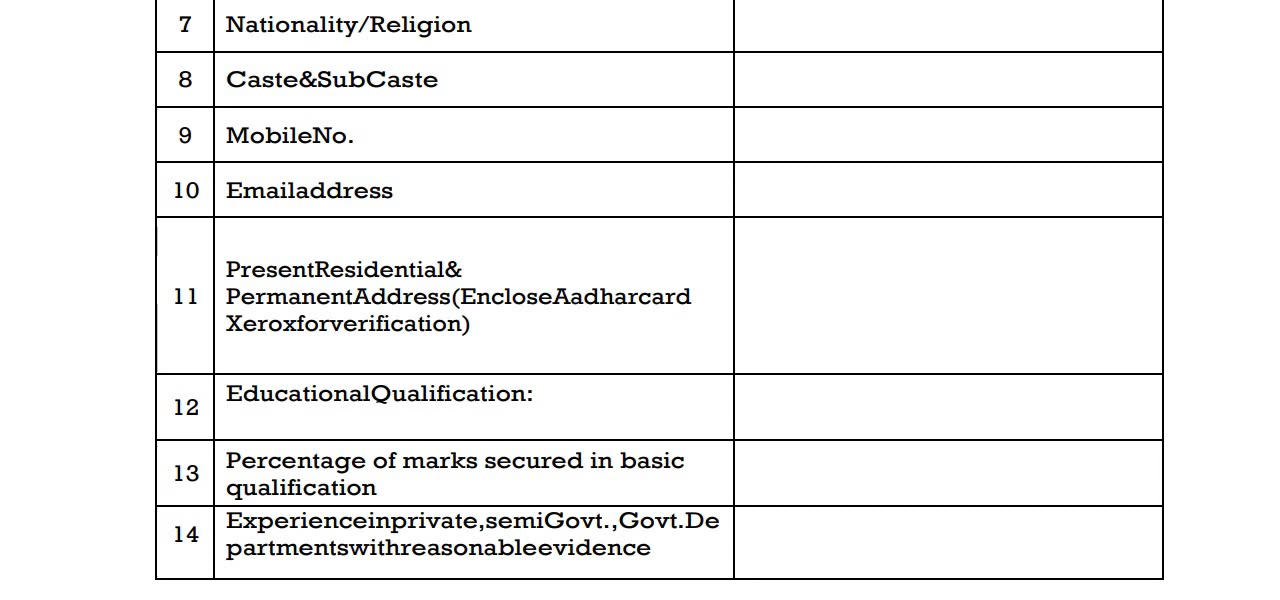 7 Nationality/Religion
8 Caste&SubCaste
9 MobileNo.
10 Emailaddress
11 PresentResidential&
PermanentAddress(EncloseAadharcard
Xeroxforverification)
12 EducationalQualification:
13 Percentage of marks secured in basic
qualification
14 Experienceinprivate,semiGovt.,Govt.De
partmentswithreasonableevidence